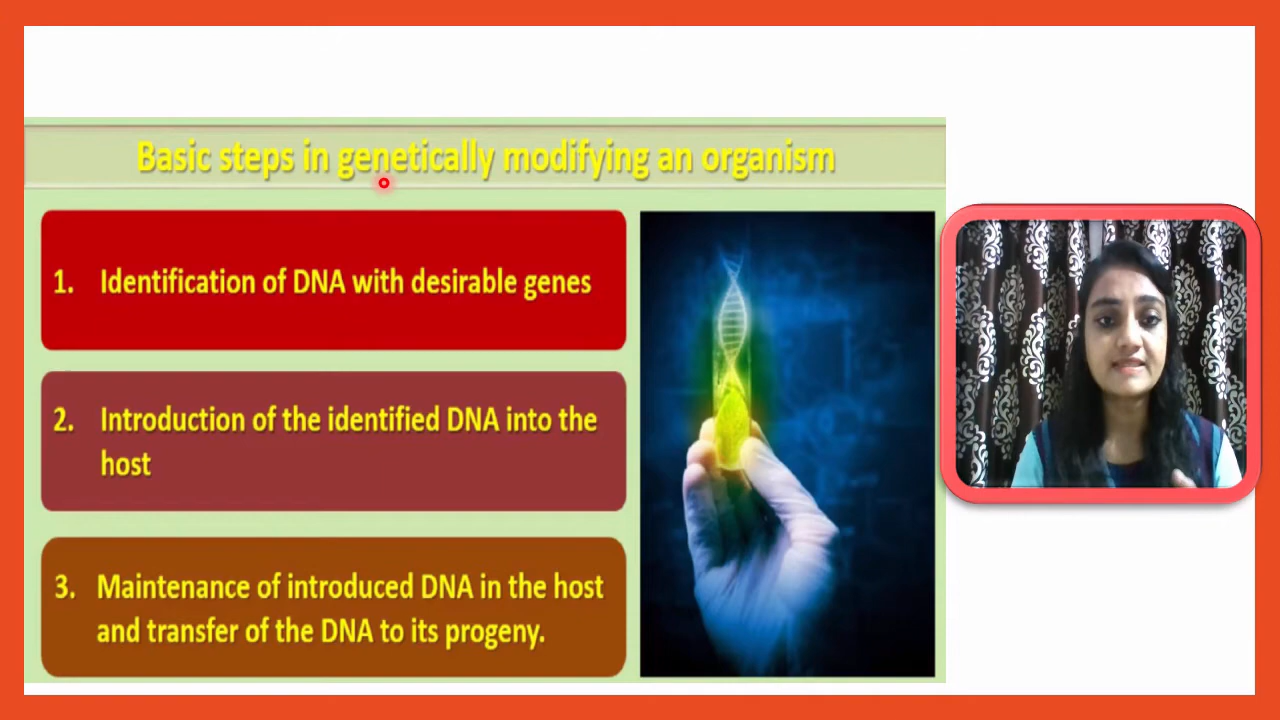 Basic steps in genetically modifying an organism
1. Identification of DNA with desirable genes
2. Introduction of the identified DNA into the
host
3. Maintenance of introduced DNA in the host
and transfer of the DNA to its progeny.